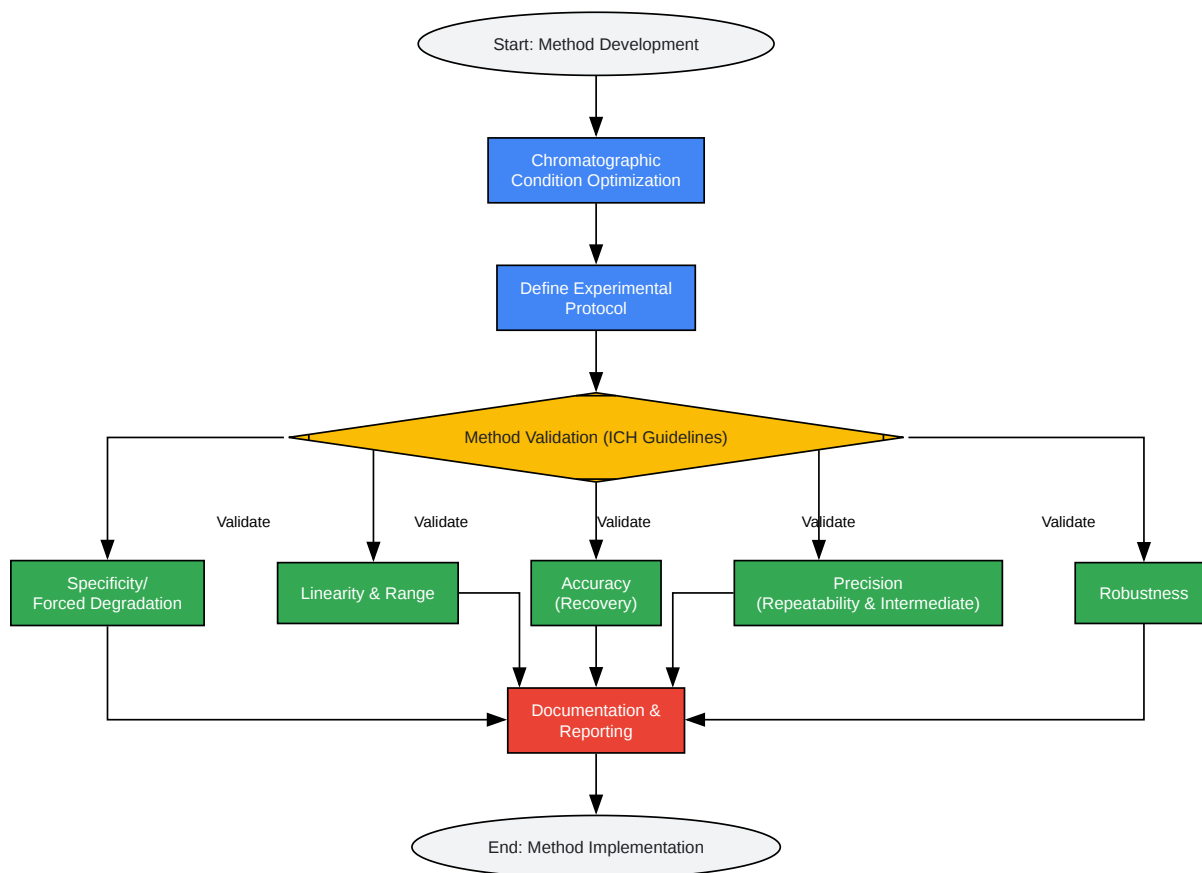 Start: Method Development
Chromatographic
Condition Optimization
Define Experimental
Protocol
Method Validation (ICH Guidelines)
Validate
Validate
Validate
Validate
Validate
Specificity/
Forced Degradation
Linearity & Range
Accuracy
(Recovery)
Precision
(Repeatability & Intermediate)
Robustness
Documentation &
Reporting
End: Method Implementation